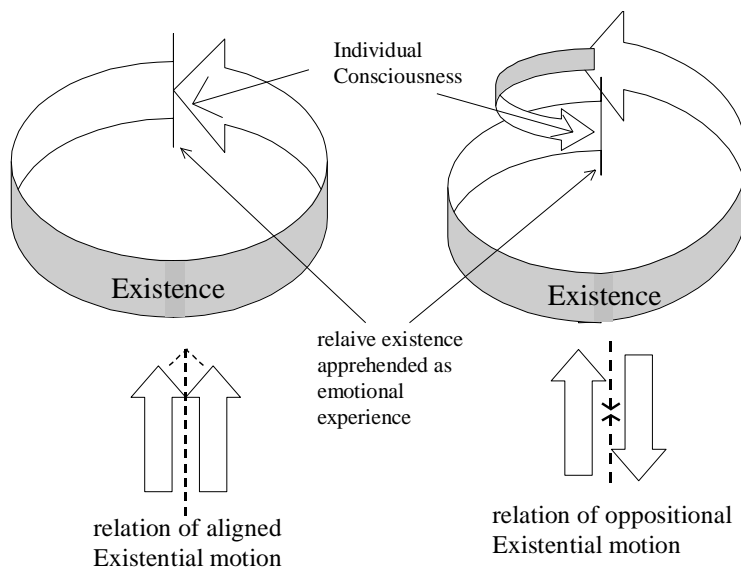 Individual
Consciousness
Existence
Existence
relaive existence
apprehended as
emotional
experience
relation of aligned
Existential motion
relation of oppositional
Existential motion